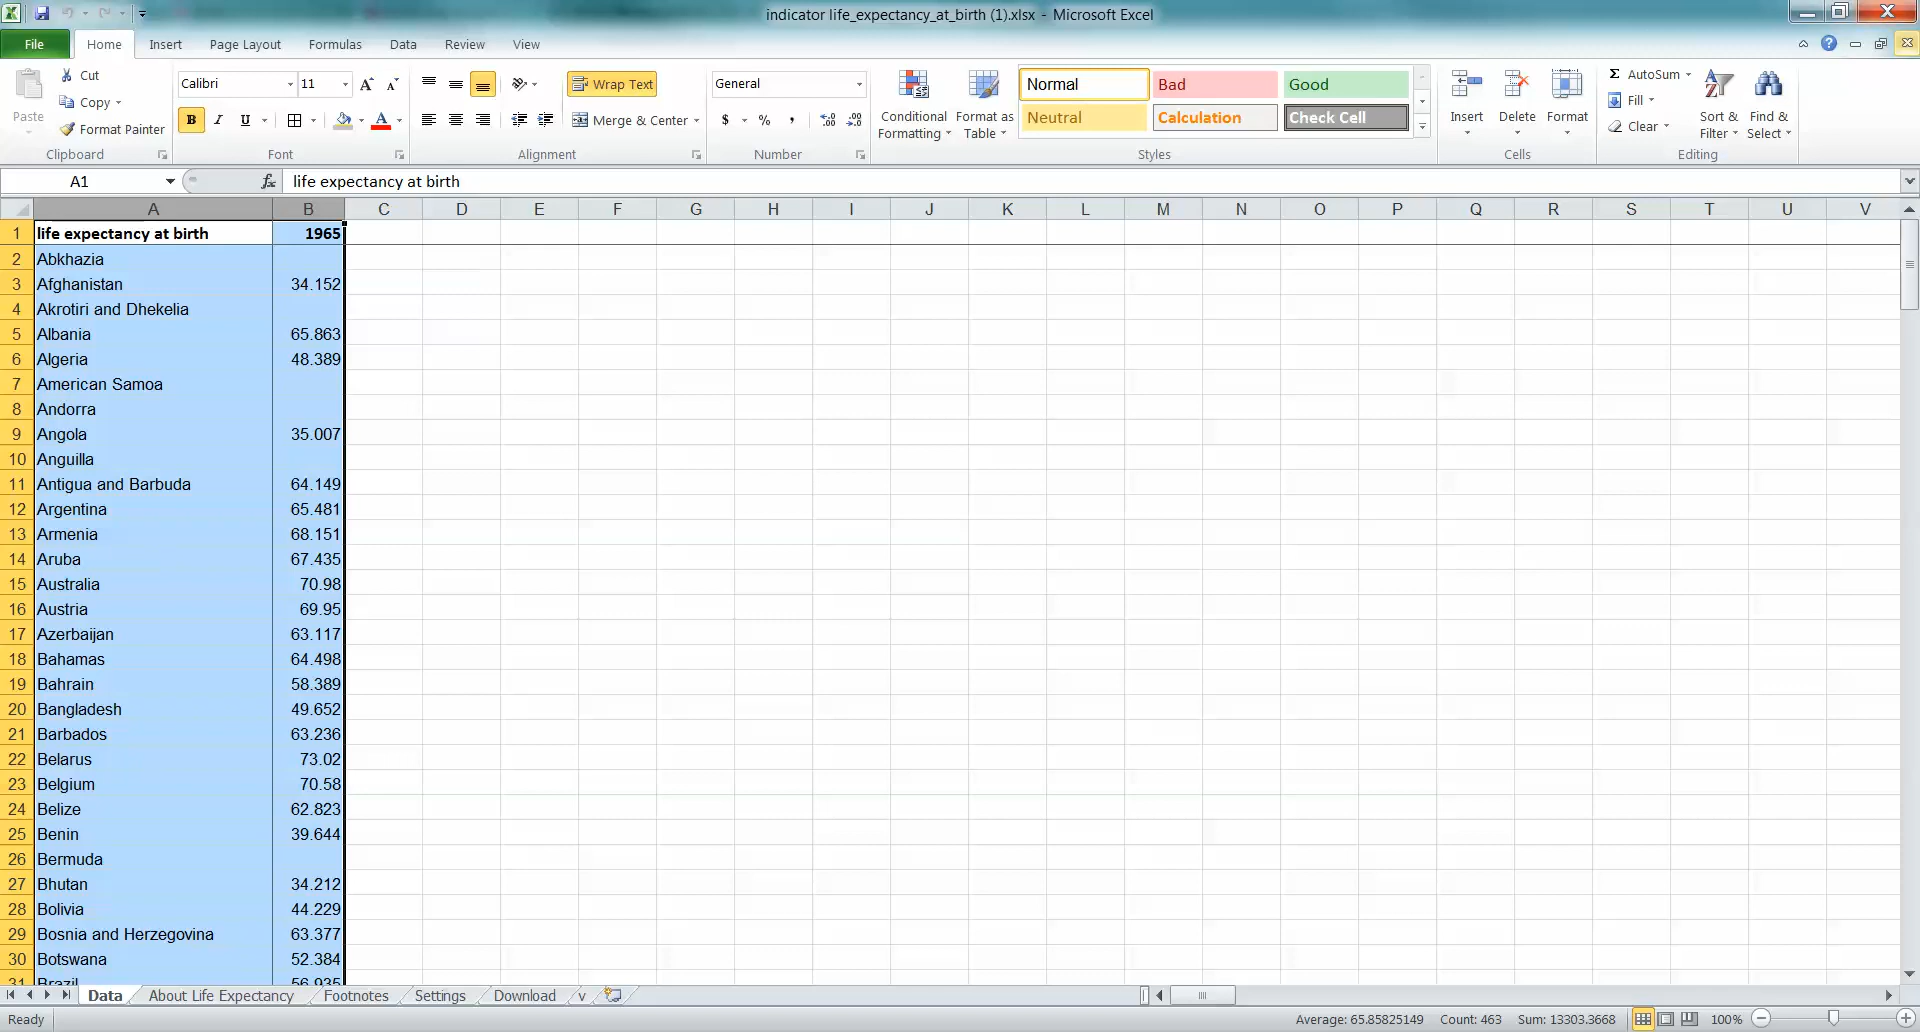 indicator life_expectancy_at_birth (1).xlsx - Microsoft Excel
File Home Insert Page Layout Formulas Data Review View
Paste
Cut
Copy
Format Painter
Clipboard
Calibri 11
B I U
Font
Wrap Text
Merge & Center
Alignment
General
$ % ,
Number
Conditional Formatting
Format as Table
Normal Bad Good
Neutral Calculation Check Cell
Styles
Insert Delete Format
Cells
Σ AutoSum
Fill
Clear
Sort & Filter
Find & Select
Editing
A1 fx life expectancy at birth
A B C D E F G H I J K L M N O P Q R S T U V
1 life expectancy at birth 1965
2 Abkhazia
3 Afghanistan 34.152
4 Akrotiri and Dhekelia
5 Albania 65.863
6 Algeria 48.389
7 American Samoa
8 Andorra
9 Angola 35.007
10 Anguilla
11 Antigua and Barbuda 64.149
12 Argentina 65.481
13 Armenia 68.151
14 Aruba 67.435
15 Australia 70.98
16 Austria 69.95
17 Azerbaijan 63.117
18 Bahamas 64.498
19 Bahrain 58.389
20 Bangladesh 49.652
21 Barbados 63.236
22 Belarus 73.02
23 Belgium 70.58
24 Belize 62.823
25 Benin 39.644
26 Bermuda
27 Bhutan 34.212
28 Bolivia 44.229
29 Bosnia and Herzegovina 63.377
30 Botswana 52.384
31 Brazil 56.935
Data About Life Expectancy Footnotes Settings Download v
Ready Average: 65.85825149 Count: 463 Sum: 13303.3668 100%